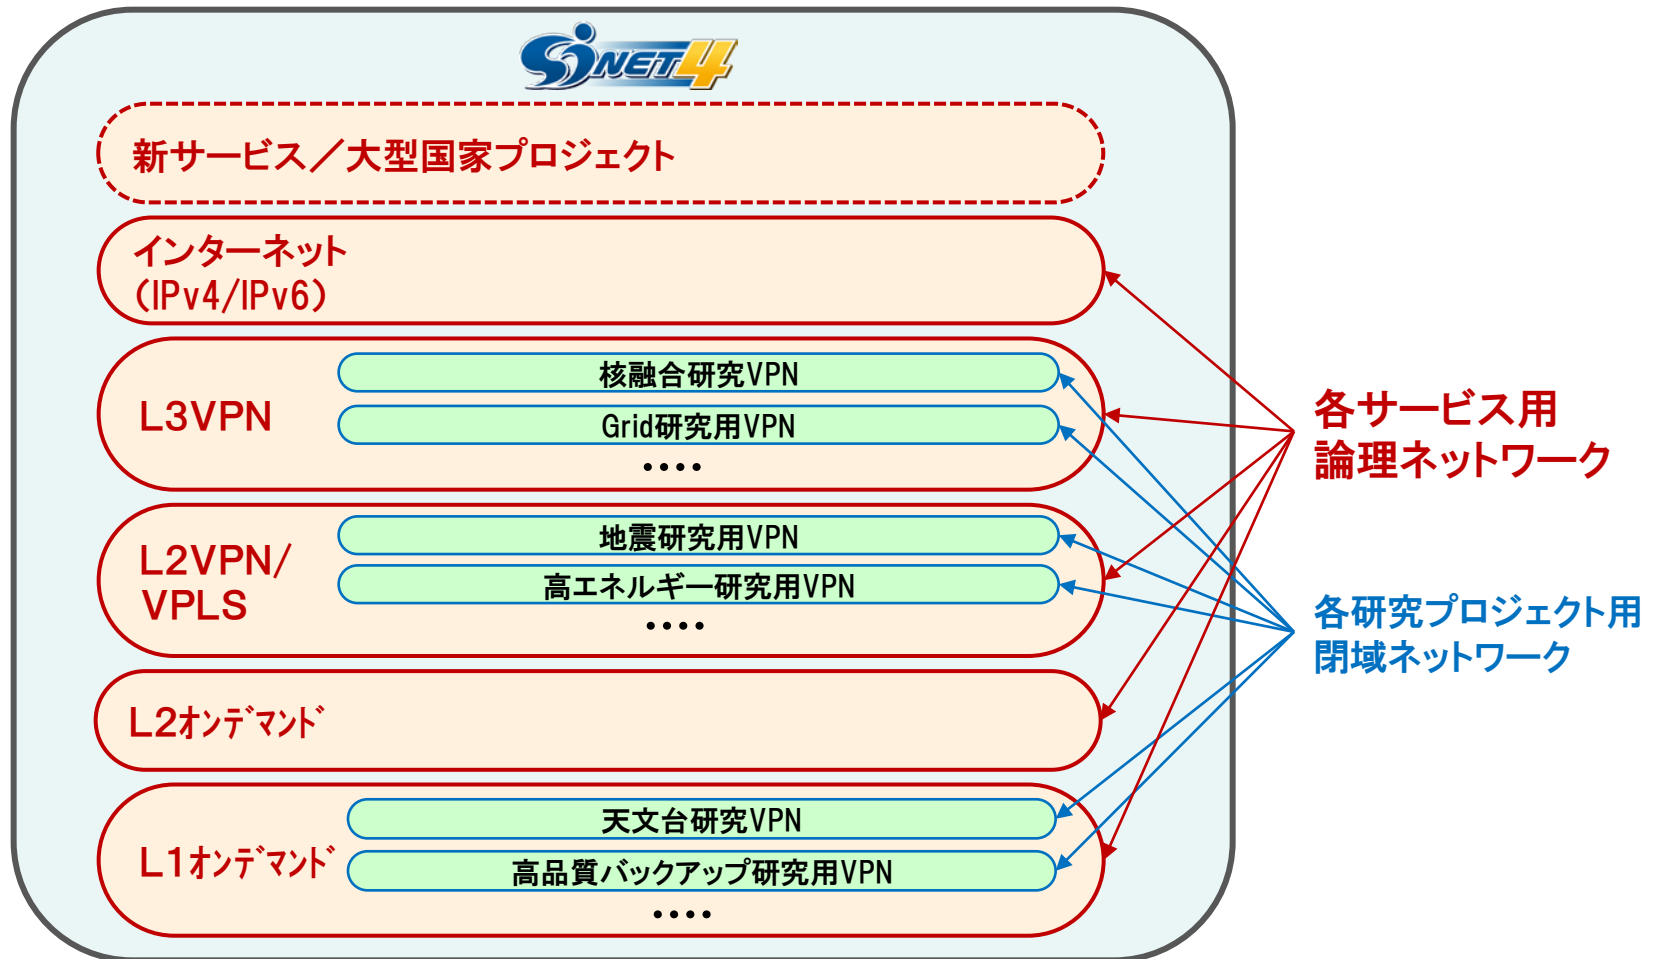 SINET4
新サービス／大型国家プロジェクト
インターネット
（IPv4/IPv6）
L3VPN
核融合研究VPN
Grid研究用VPN
････
L2VPN/
VPLS
地震研究用VPN
高エネルギー研究用VPN
････
L2ｵﾝﾃﾞﾏﾝﾄﾞ
L1ｵﾝﾃﾞﾏﾝﾄﾞ
天文台研究VPN
高品質バックアップ研究用VPN
････
各サービス用
論理ネットワーク
各研究プロジェクト用
閉域ネットワーク